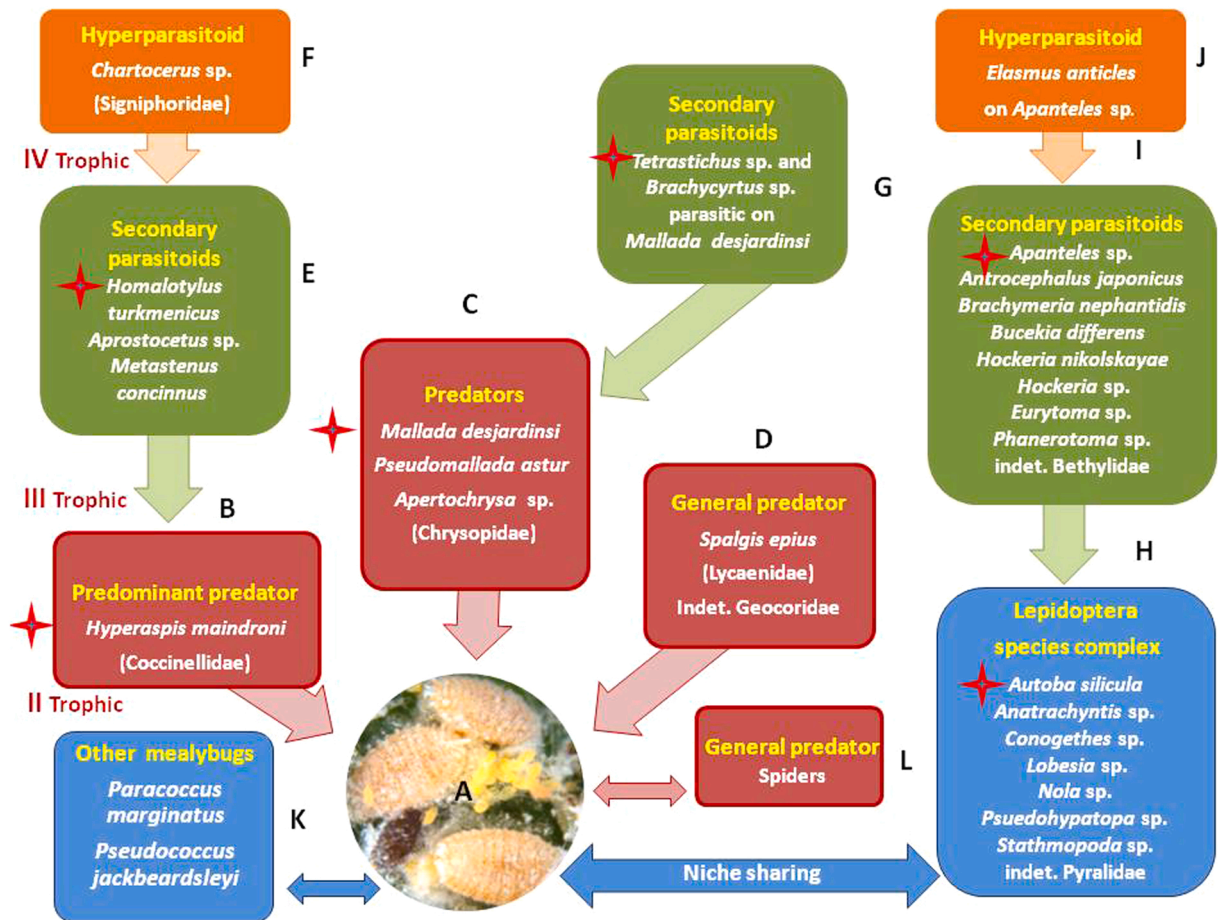 Hyperparasitoid
Chartocerus sp.
(Signiphoridae)
F
IV Trophic
Secondary
parasitoids
Homalotylus
turkmenicus
Aprostocetus sp.
Metastenus
concinnus
E
III Trophic
B
Predominant predator
Hyperaspis maindroni
(Coccinellidae)
II Trophic
Other mealybugs
Paracoccus
marginatus
Pseudococcus
jackbeardsleyi
K
C
Predators
Mallada desjardinsi
Pseudomallada astur
Apertochrysa sp.
(Chrysopidae)
A
Secondary
parasitoids
Tetrastichus sp. and
Brachycyrtus sp.
parasitic on
Mallada desjardinsi
G
D
General predator
Spalgis epius
(Lycaenidae)
Indet. Geocoridae
General predator
Spiders
L
Niche sharing
Hyperparasitoid
Elasmus anticles
on Apanteles sp.
J
I
Secondary parasitoids
Apanteles sp.
Antrocephalus japonicus
Brachymeria nephantidis
Bucekia differens
Hockeria nikolskayae
Hockeria sp.
Eurytoma sp.
Phanerotoma sp.
indet. Bethylidae
H
Lepidoptera
species complex
Autoba silicula
Anatrachyntis sp.
Conogethes sp.
Lobesia sp.
Nola sp.
Psuedohypatopa sp.
Stathmopoda sp.
indet. Pyralidae